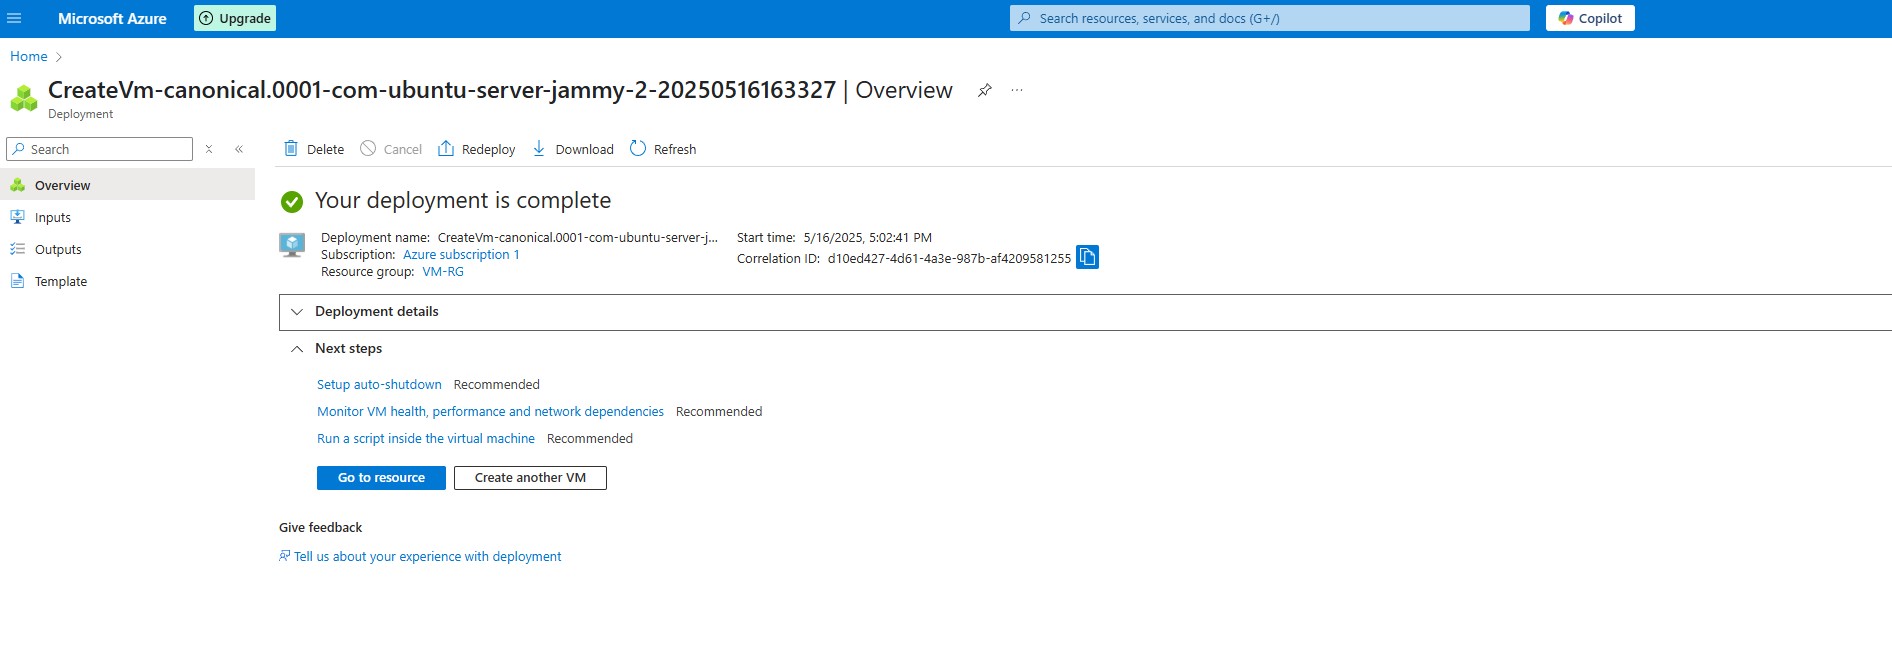 Microsoft Azure
Upgrade
Search resources, services, and docs (G+/)
Copilot
Home
CreateVm-canonical.0001-com-ubuntu-server-jammy-2-20250516163327 | Overview
Deployment
Search
Delete
Cancel
Redeploy
Download
Refresh
Overview
Inputs
Outputs
Template
Your deployment is complete
Deployment name: CreateVm-canonical.0001-com-ubuntu-server-j...
Subscription: Azure subscription 1
Resource group: VM-RG
Start time: 5/16/2025, 5:02:41 PM
Correlation ID: d10ed427-4d61-4a3e-987b-af4209581255
Deployment details
Next steps
Setup auto-shutdown Recommended
Monitor VM health, performance and network dependencies Recommended
Run a script inside the virtual machine Recommended
Go to resource
Create another VM
Give feedback
Tell us about your experience with deployment